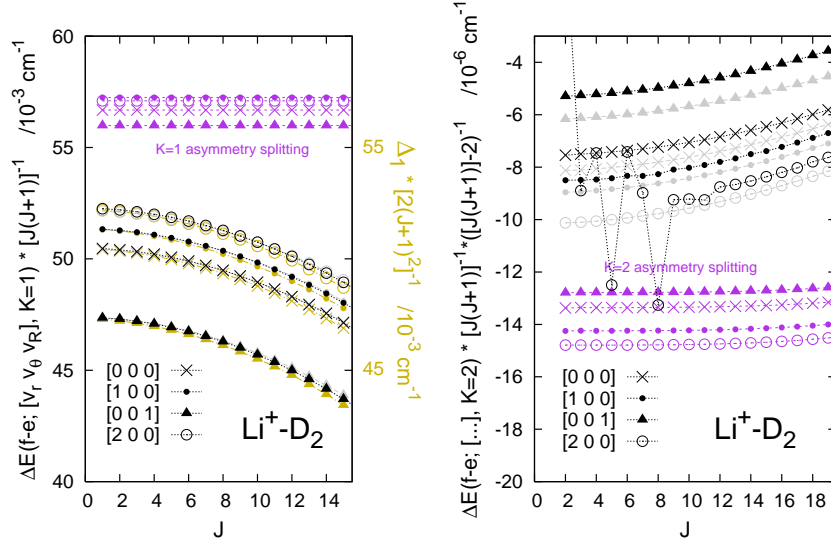 ΔE(f-e; [v_r v_θ v_R], K=1) * [J(J+1)]^-1 /10^-3 cm^-1
60
55
50
45
40
K=1 asymmetry splitting
[0 0 0]
[1 0 0]
[0 0 1]
[2 0 0]
Li^+-D_2
0 2 4 6 8 10 12 14
J
55
45
Δ_1 * [2(J+1)^2]^-1 /10^-3 cm^-1
ΔE(f-e; [...], K=2) * [J(J+1)]^-1*([J(J+1)]-2)^-1 /10^-6 cm^-1
-4
-6
-8
-10
-12
-14
-16
-18
-20
K=2 asymmetry splitting
[0 0 0]
[1 0 0]
[0 0 1]
[2 0 0]
Li^+-D_2
0 2 4 6 8 10 12 14 16 18
J